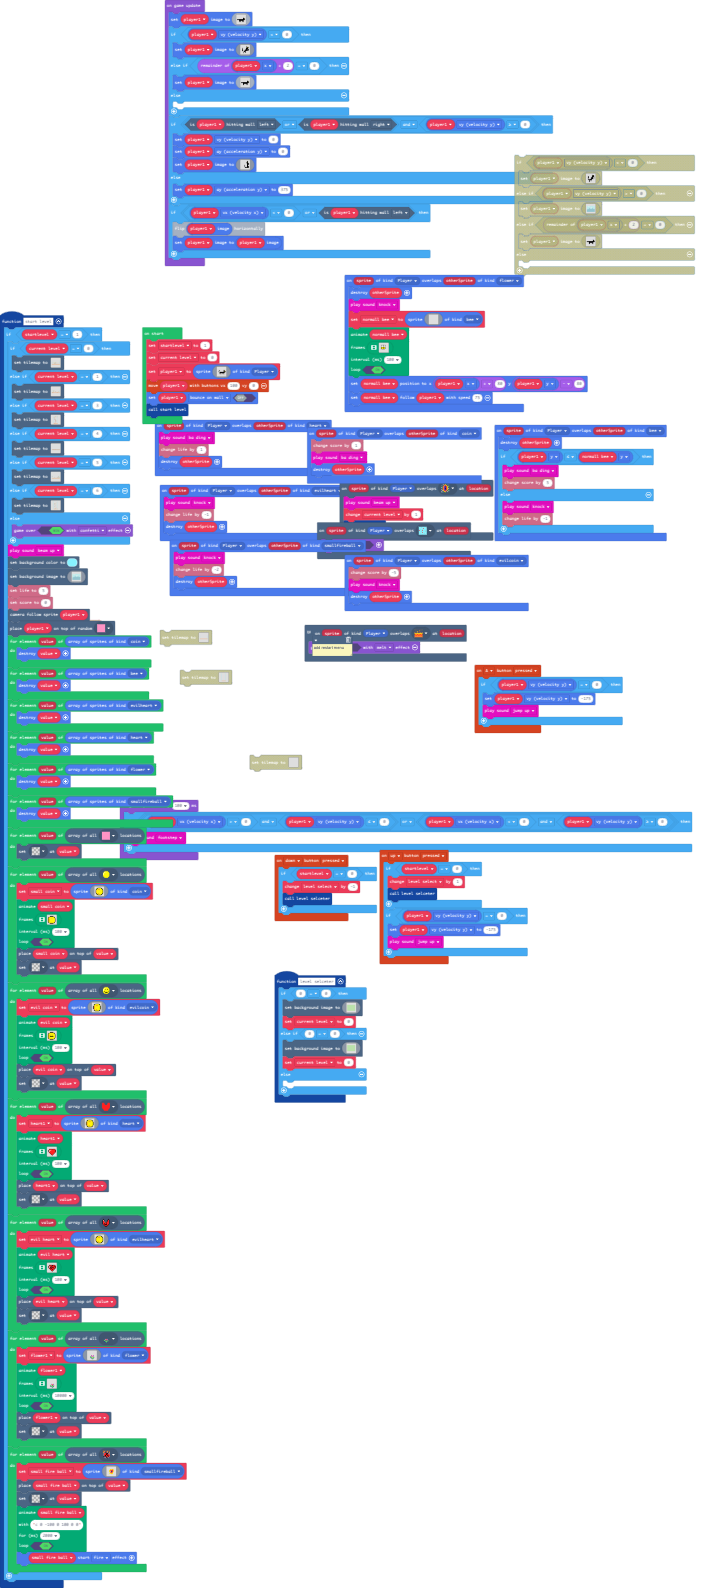 on game update
set player1 image to
if player1 vy (velocity y) < 0 then
set player1 image to
else if remainder of player1 x ÷ 2 = 0 then
set player1 image to
else
if is player1 hitting wall left or is player1 hitting wall right and player1 vy (velocity y) = 0 then
set player1 vy (velocity y) to 0
set player1 ay (acceleration y) to 0
set player1 image to
else
set player1 ay (acceleration y) to 175
if player1 vx (velocity x) < 0 or is player1 hitting wall left then
flip player1 image horizontally
set player1 image to player1 image
if player1 vy (velocity y) < 0 then
set player1 image to
else if player1 vy (velocity y) > 0 then
set player1 image to
else if remainder of player1 x ÷ 2 = 0 then
set player1 image to
else
on sprite of kind Player overlaps otherSprite of kind flower
destroy otherSprite
play sound knock
set normall bee to sprite of kind bee
animate normall bee
frames
interval (ms)
loop
set normall bee position to x player1 x + 80 y player1 y - 80
set normall bee follow player1 with speed
on start
set startlevel to
set current level to 0
set player1 to sprite of kind Player
move player1 with buttons vx 100 vy 0
set player1 bounce on wall
call start level
function start level
if startlevel = then
if current level = 0 then
set tilemap to
else if current level = then
set tilemap to
else if current level = then
set tilemap to
else if current level = then
set tilemap to
else if current level = then
set tilemap to
else if current level = then
set tilemap to
else
game over with confetti effect
play sound beam up
set background color to
set background image to
set life to 3
set score to 0
camera follow sprite player1
place player1 on top of random
for element value of array of sprites of kind coin
do destroy value
for element value of array of sprites of kind bee
do destroy value
for element value of array of sprites of kind evilheart
do destroy value
for element value of array of sprites of kind heart
do destroy value
for element value of array of sprites of kind flower
do destroy value
for element value of array of sprites of kind smallfireball
do destroy value
for element value of array of all locations
do set at value
for element value of array of all locations
do set small coin to sprite of kind coin
animate small coin
frames
interval (ms) 100
loop
place small coin on top of value
set at value
for element value of array of all locations
do set evil coin to sprite of kind evilcoin
animate evil coin
frames
interval (ms) 100
loop
place evil coin on top of value
set at value
for element value of array of all locations
do set heart1 to sprite of kind heart
animate heart1
frames
interval (ms) 100
loop
place heart1 on top of value
set at value
for element value of array of all locations
do set evil heart to sprite of kind evilheart
animate evil heart
frames
interval (ms) 100
loop
place evil heart on top of value
set at value
for element value of array of all locations
do set flower1 to sprite of kind flower
animate flower1
frames
interval (ms) 10000
loop
place flower1 on top of value
set at value
for element value of array of all locations
do set small fire ball to sprite of kind smallfireball
place small fire ball on top of value
set at value
animate small fire ball
with
for (ms) 2000
loop
small fire ball start fire effect
on sprite of kind Player overlaps otherSprite of kind heart
play sound ba ding
change life by 1
destroy otherSprite
on sprite of kind Player overlaps otherSprite of kind coin
change score by 1
play sound ba ding
destroy otherSprite
on sprite of kind Player overlaps otherSprite of kind bee
destroy otherSprite
if player1 y < normall bee y then
play sound ba ding
change score by
else
play sound knock
change life by -1
on sprite of kind Player overlaps otherSprite of kind evilheart
play sound knock
change life by -1
destroy otherSprite
on sprite of kind Player overlaps at location
play sound beam up
change current level by 1
on sprite of kind Player overlaps at location
on sprite of kind Player overlaps otherSprite of kind smallfireball
play sound knock
change life by
destroy otherSprite
on sprite of kind Player overlaps otherSprite of kind evilcoin
change score by
play sound knock
destroy otherSprite
set tilemap to
set tilemap to
set tilemap to
on sprite of kind Player overlaps at location
add restart menu
with melt effect
on A button pressed
if player1 vy (velocity y) = 0 then
set player1 vy (velocity y) to -175
play sound jump up
ms
player1 vx (velocity x) < 0 and player1 vy (velocity y) = 0 or player1 vx (velocity x) > 0 and player1 vy (velocity y) = 0 then
sound footstep
on down button pressed
if startlevel = 0 then
change level select by -1
call level selceter
on up button pressed
if startlevel = 0 then
change level select by 1
call level selceter
if player1 vy (velocity y) = 0 then
set player1 vy (velocity y) to -175
play sound jump up
function level selceter
if 0 = 0 then
set background image to
set current level to 0
else if 0 = 0 then
set background image to
set current level to 0
else